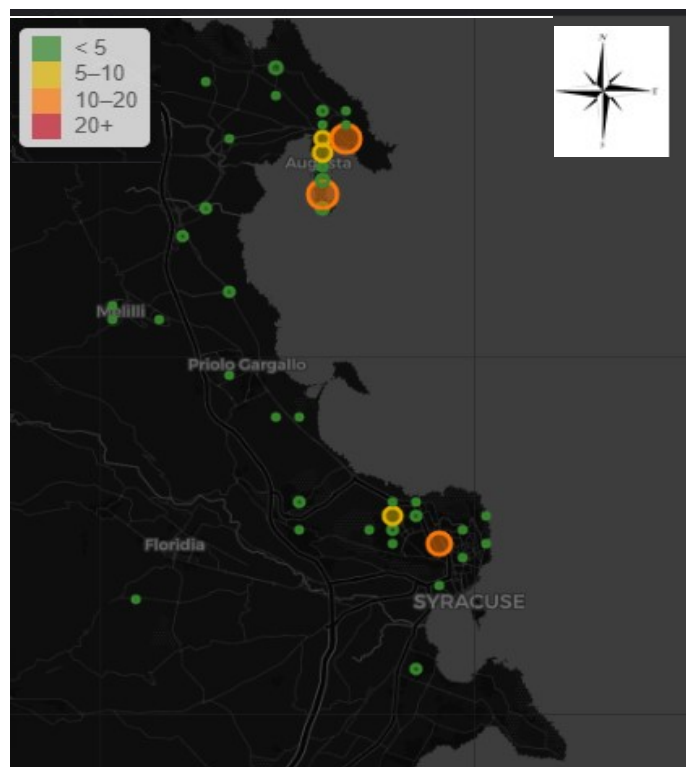 < 5
5–10
10–20
20+
N
Augusta
Melilli
Priolo Gargallo
Floridia
SYRACUSE